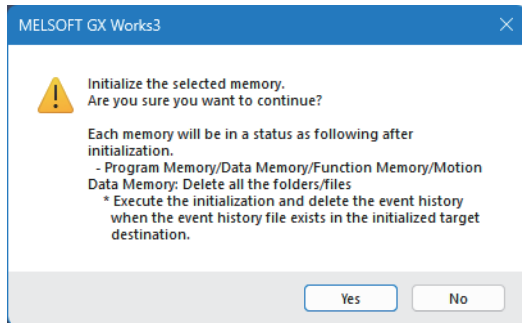 MELSOFT GX Works3
Initialize the selected memory.
Are you sure you want to continue?
Each memory will be in a status as following after
initialization.
- Program Memory/Data Memory/Function Memory/Motion
Data Memory: Delete all the folders/files
* Execute the initialization and delete the event history
when the event history file exists in the initialized target
destination.
Yes
No